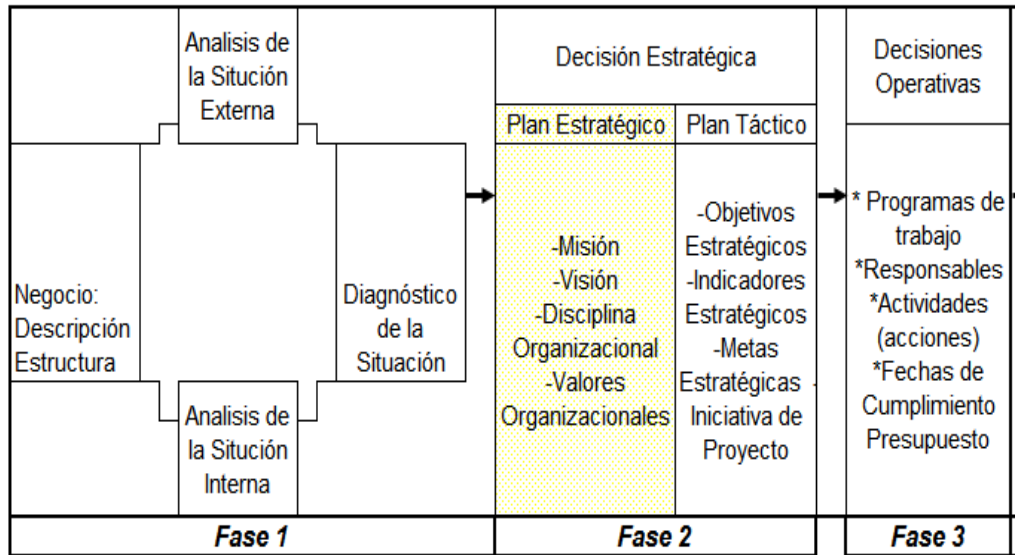 Analisis de
la Situción
Externa
Negocio:
Descripción
Estructura
Diagnóstico
de la
Situación
Analisis de
la Situción
Interna
Fase 1
Decisión Estratégica
Plan Estratégico
-Misión
-Visión
-Disciplina
Organizacional
-Valores
Organizacionales
Plan Táctico
-Objetivos
Estratégicos
-Indicadores
Estratégicos
-Metas
Estratégicas -
Iniciativa de
Proyecto
Fase 2
Decisiones
Operativas
* Programas de
trabajo
*Responsables
*Actividades
(acciones)
*Fechas de
Cumplimiento
Presupuesto
Fase 3